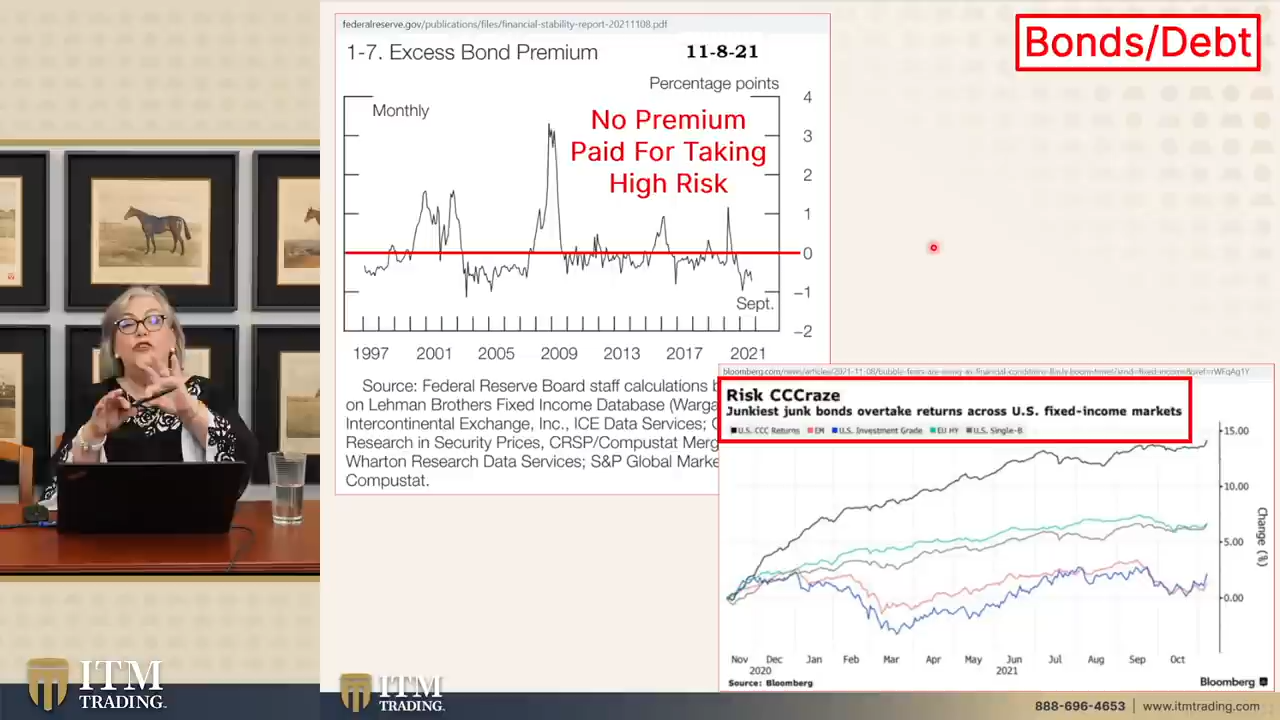 federalreserve.gov/publications/files/financial-stability-report-20211108.pdf
Bonds/Debt
1-7. Excess Bond Premium
11-8-21
Percentage points
Monthly
No Premium
Paid For Taking
High Risk
4
3
2
1
0
−1
−2
Sept.
1997 2001 2005 2009 2013 2017 2021
Source: Federal Reserve Board staff calculations
on Lehman Brothers Fixed Income Database (Warga
Intercontinental Exchange, Inc., ICE Data Services;
Research in Security Prices, CRSP/Compustat Merg
Wharton Research Data Services; S&P Global Marke
Compustat.
Risk CCCraze
Junkiest junk bonds overtake returns across U.S. fixed-income markets
U.S. CCC Returns EM U.S. Investment Grade EU HY U.S. Single-B
15.00
10.00
5.00
0.00
Change (%)
Nov Dec Jan Feb Mar Apr May Jun Jul Aug Sep Oct
2020 2021
Source: Bloomberg
Bloomberg
ITM
TRADING.
ITM
TRADING.
888-696-4653 | www.itmtrading.com